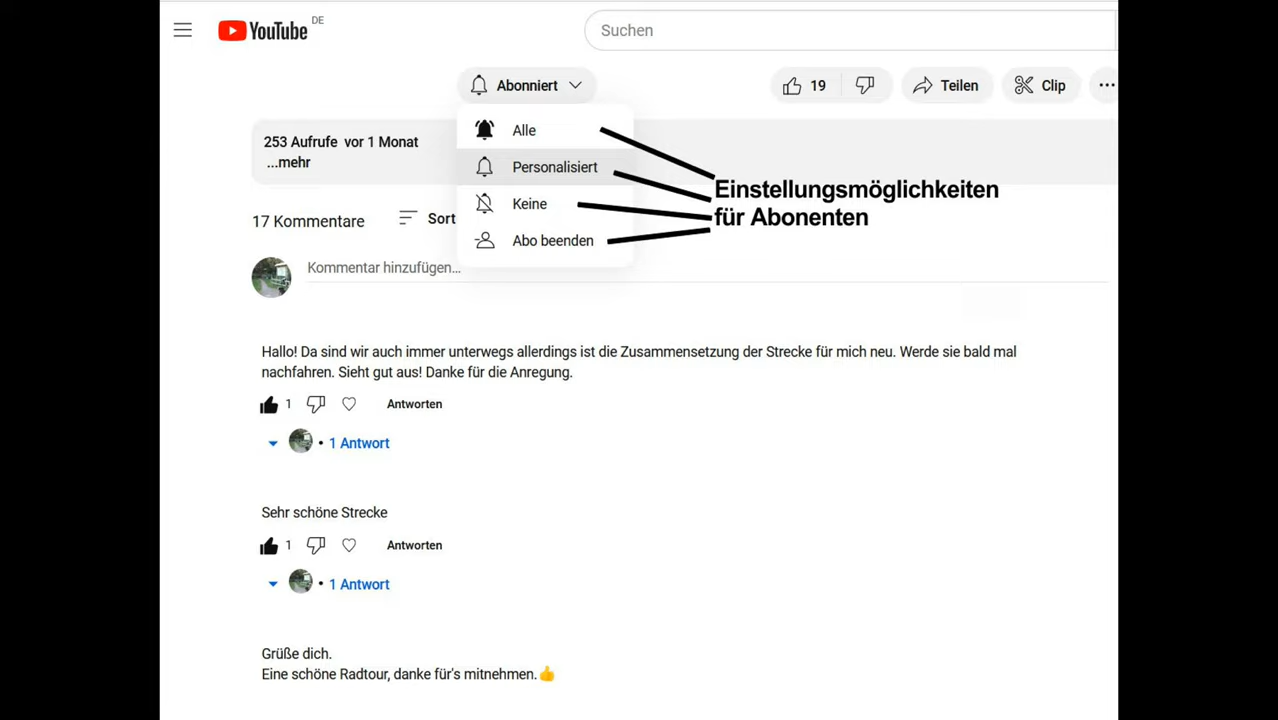 YouTube DE
Suchen
Abonniert
19
Teilen
Clip
Alle
Personalisiert
Keine
Abo beenden
253 Aufrufe vor 1 Monat
...mehr
Einstellungsmöglichkeiten
für Abonenten
17 Kommentare
Sort
Kommentar hinzufügen...
Hallo! Da sind wir auch immer unterwegs allerdings ist die Zusammensetzung der Strecke für mich neu. Werde sie bald mal
nachfahren. Sieht gut aus! Danke für die Anregung.
1 Antworten
• 1 Antwort
Sehr schöne Strecke
1 Antworten
• 1 Antwort
Grüße dich.
Eine schöne Radtour, danke für's mitnehmen.👍